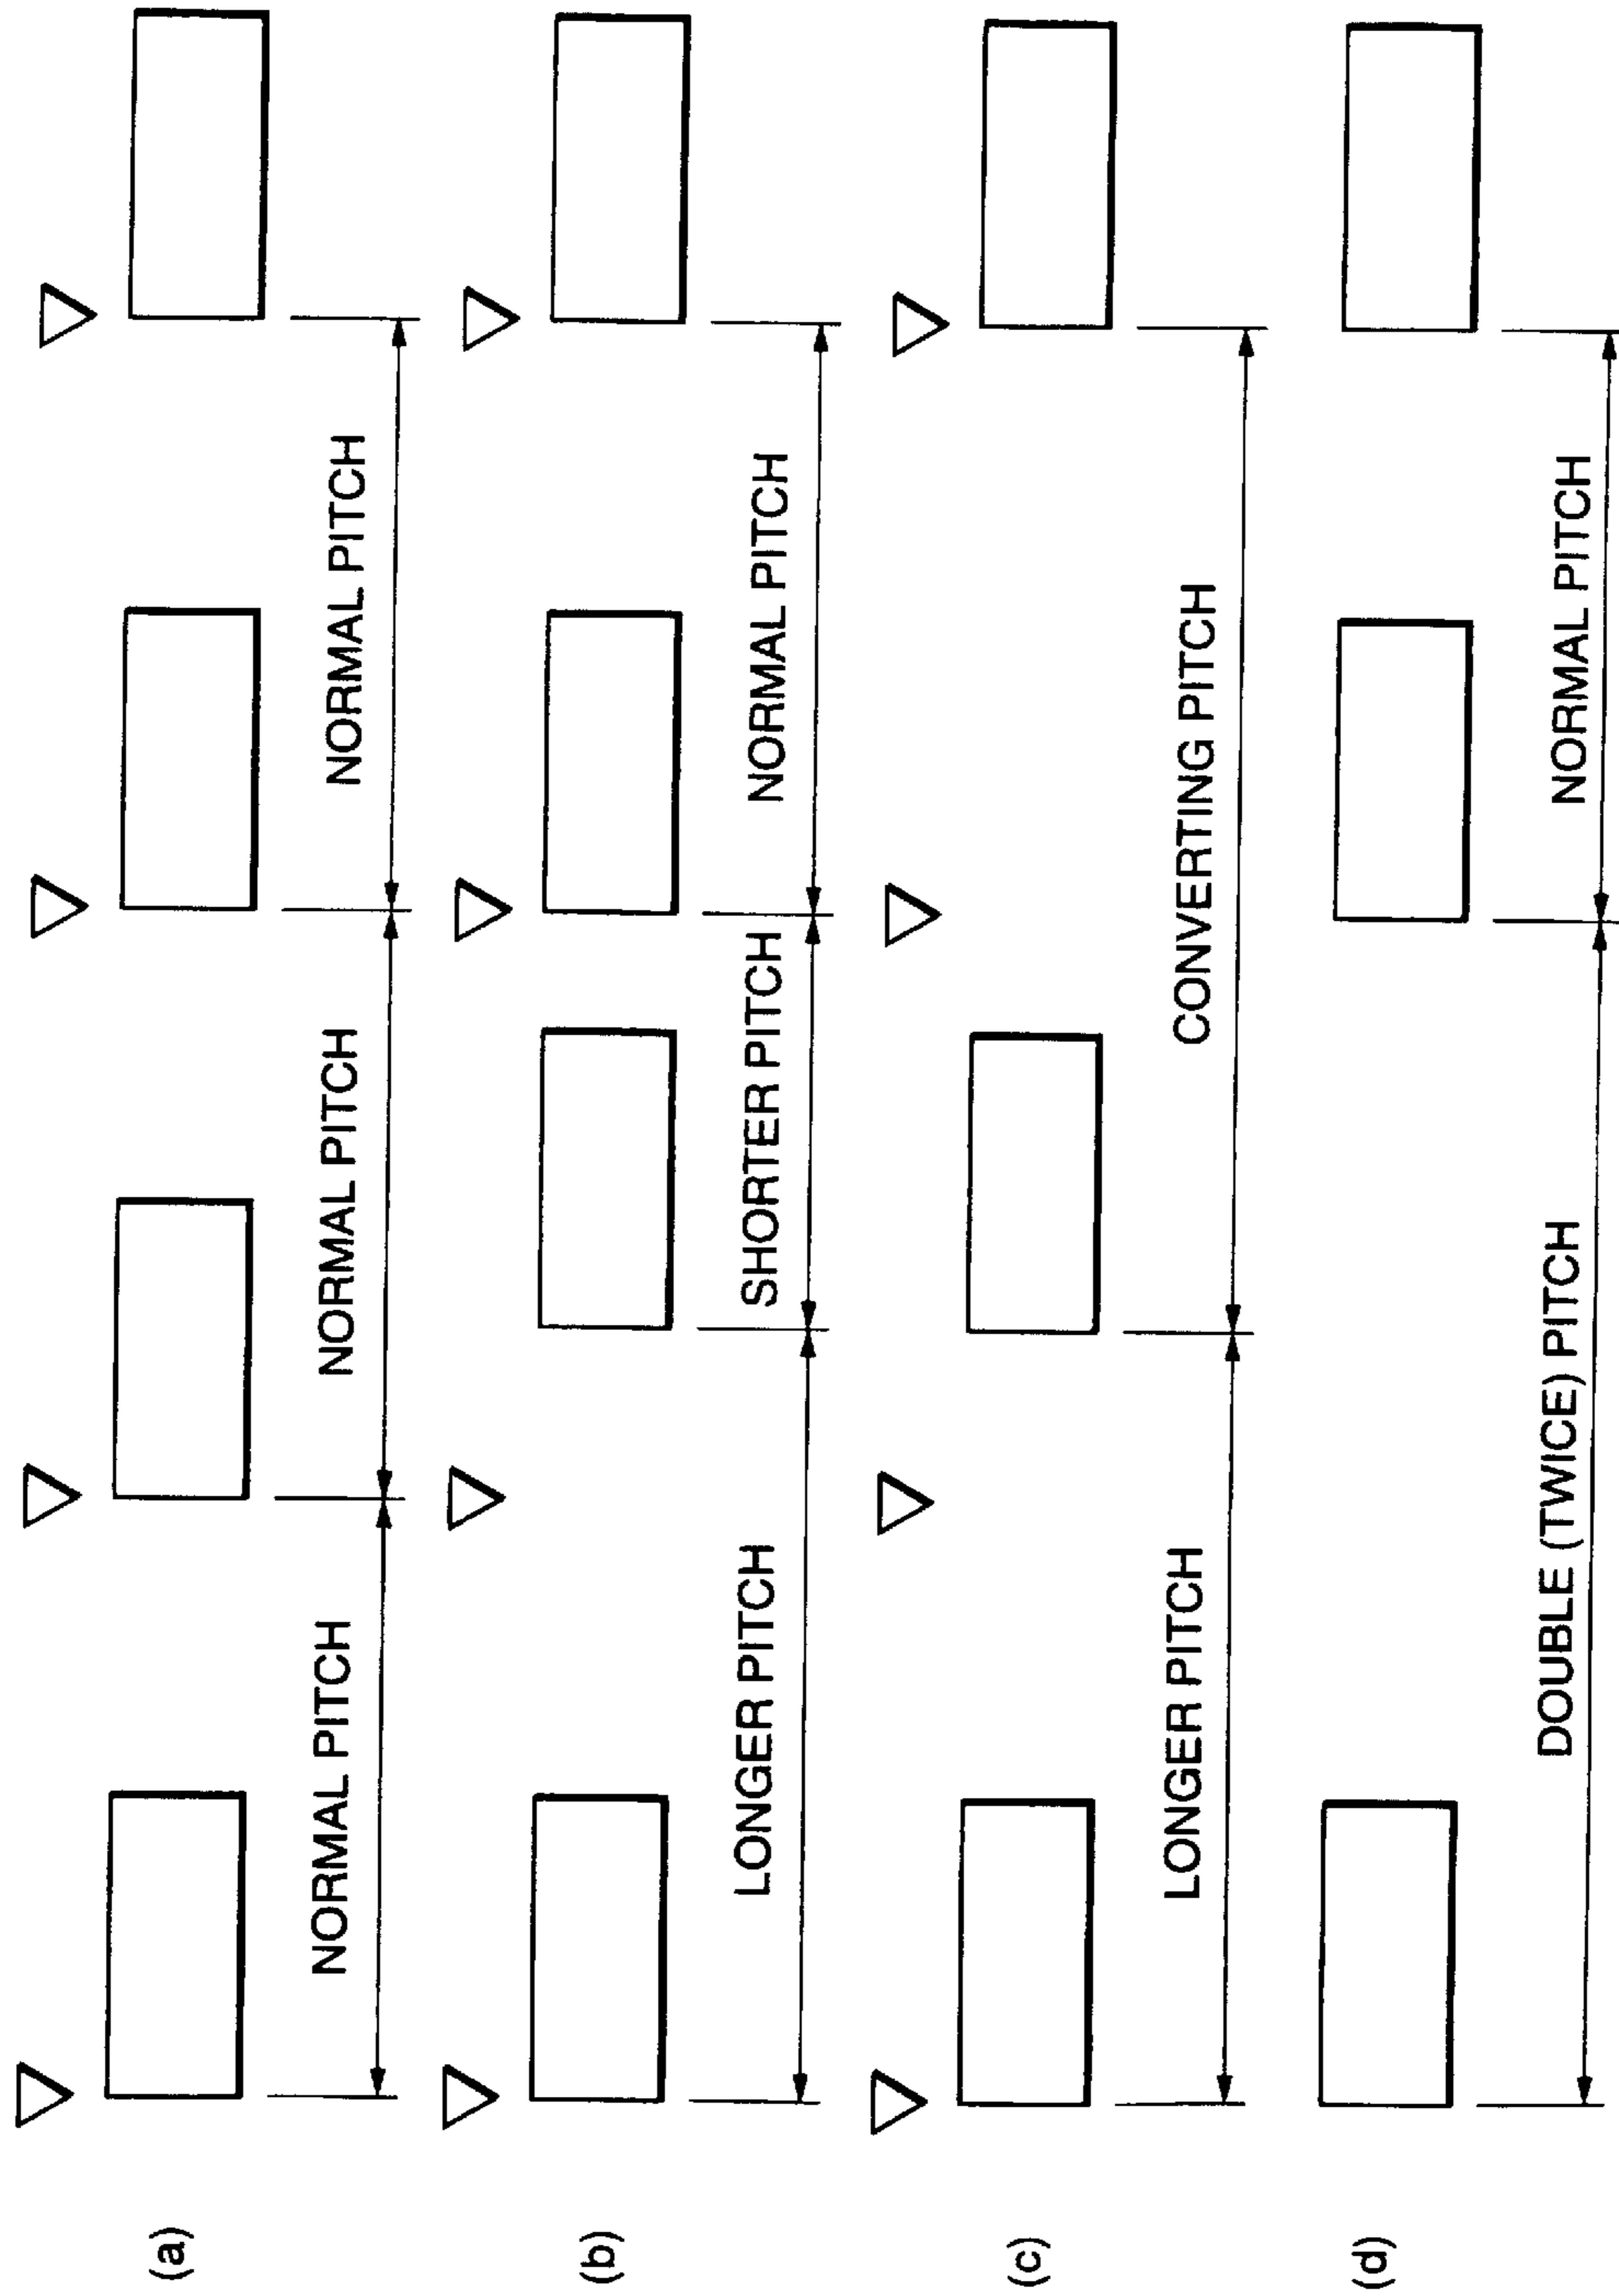 (a)
NORMAL PITCH
NORMAL PITCH
NORMAL PITCH
(b)
LONGER PITCH
SHORTER PITCH
NORMAL PITCH
(c)
LONGER PITCH
CONVERTING PITCH
(d)
DOUBLE (TWICE) PITCH
NORMAL PITCH